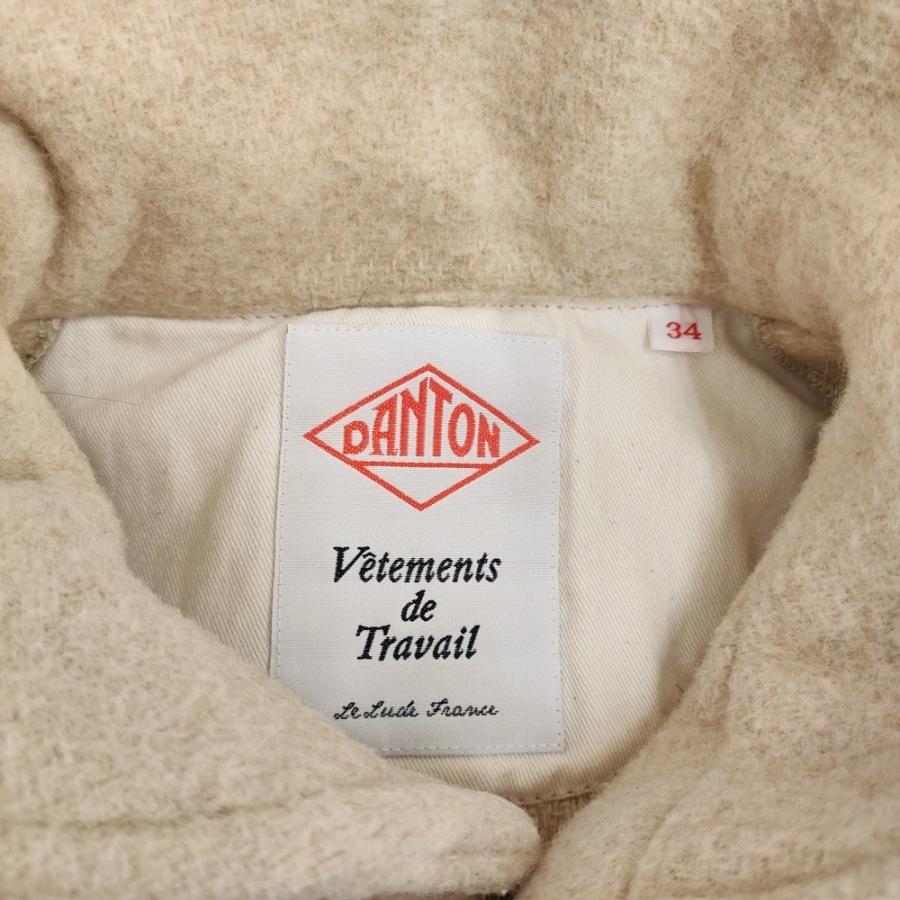 34
DANTON
Vêtements
de
Travail
Le Lude France